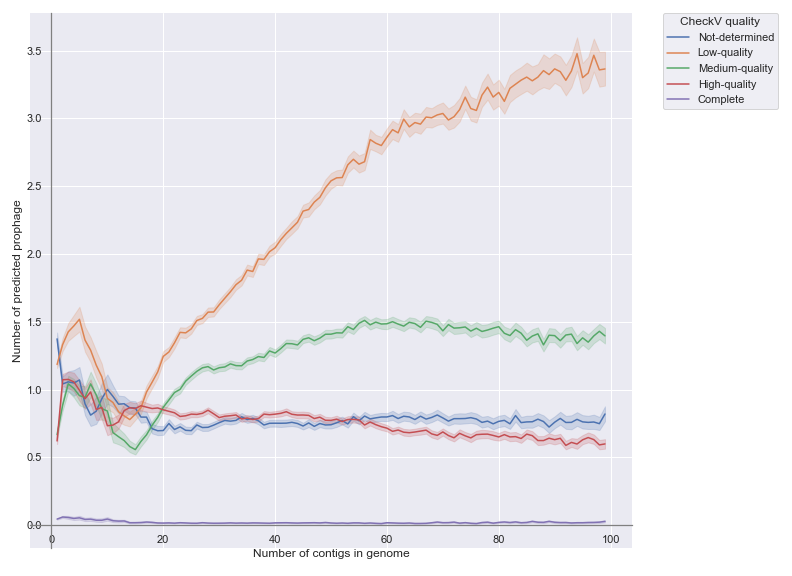 CheckV quality
Not-determined
Low-quality
Medium-quality
High-quality
Complete
Number of predicted prophage
3.5
3.0
2.5
2.0
1.5
1.0
0.5
0.0
0 20 40 60 80 100
Number of contigs in genome